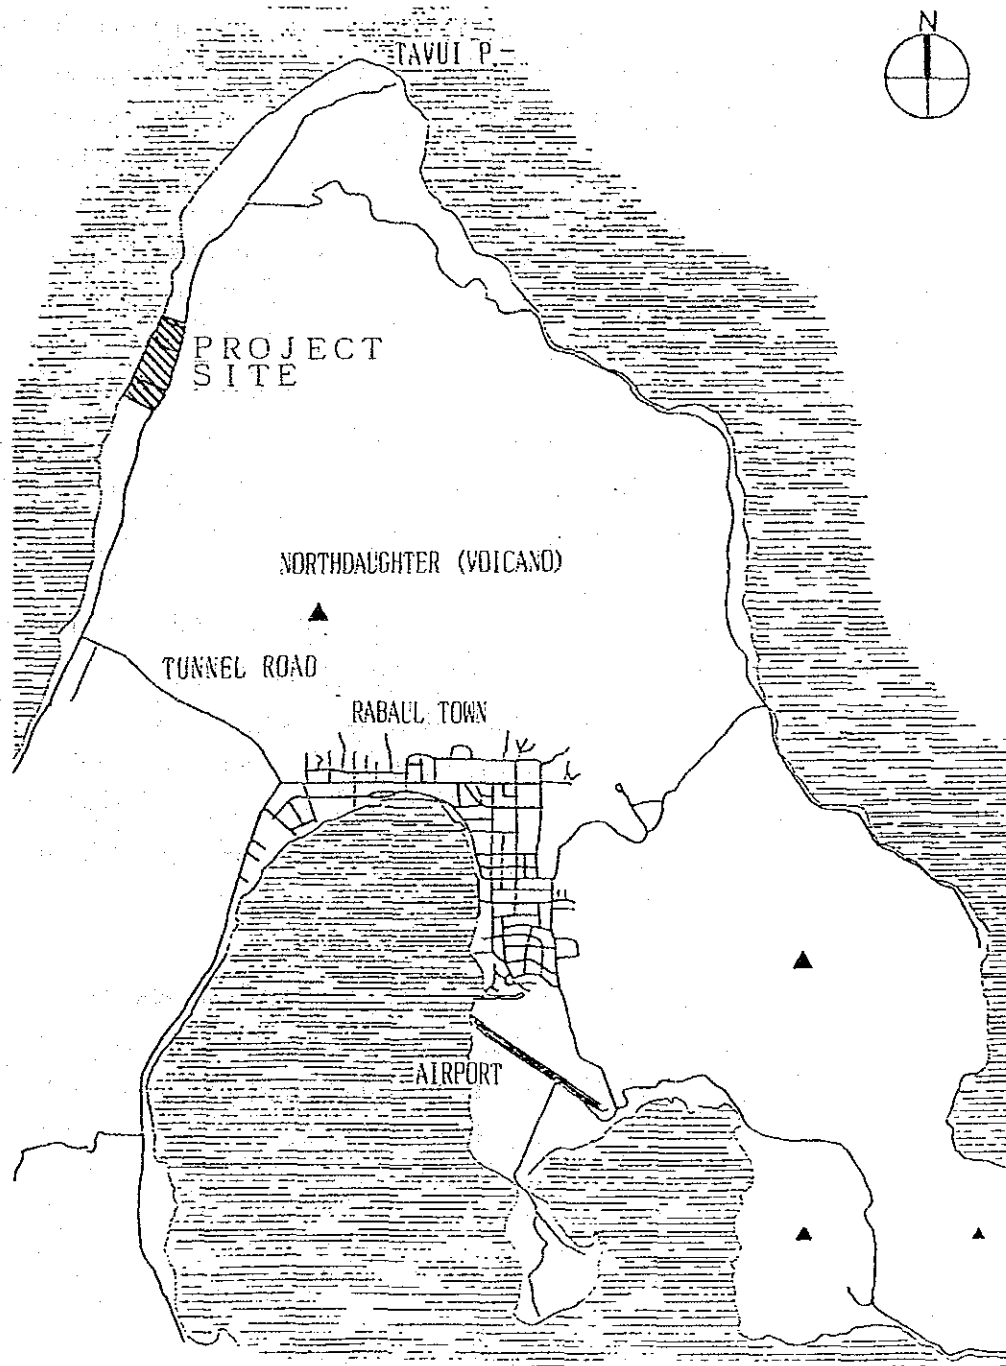 N
TAVUI P.
PROJECT
SITE
NORTHDAUGHTER (VOICANO)
TUNNEL ROAD
RABAUL TOWN
AIRPORT